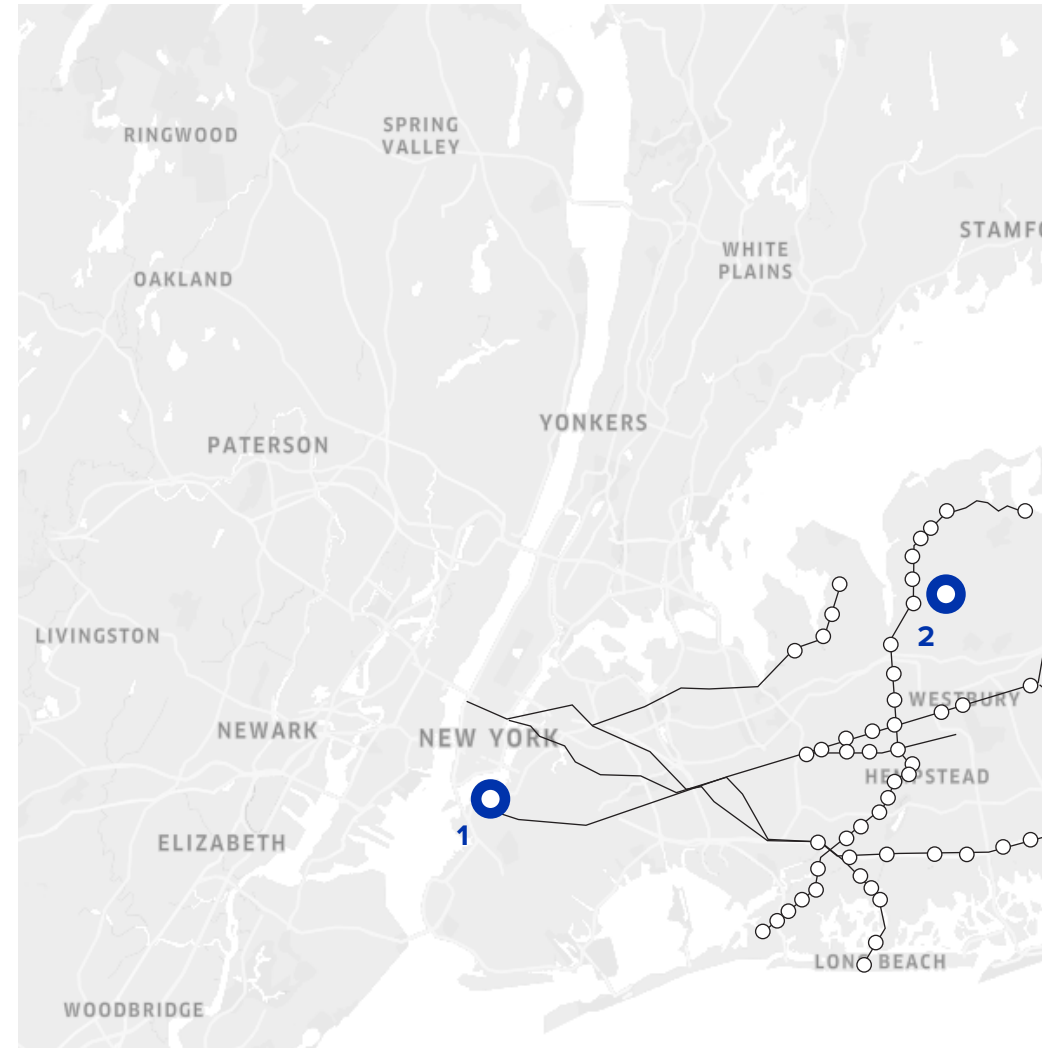 SPRING
VALLEY
RINGWOOD
STAMFO
WHITE
PLAINS
OAKLAND
YONKERS
PATERSON
LIVINGSTON
2
WESTBURY
NEWARK
NEW YORK
HEMPSTEAD
1
ELIZABETH
LONG BEACH
WOODBRIDGE